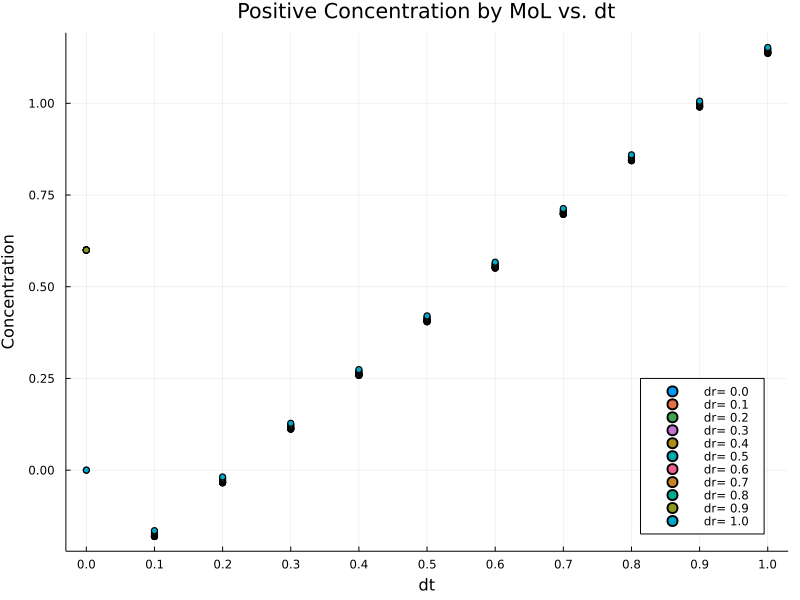 Positive Concentration by MoL vs. dt
Concentration
1.00
0.75
0.50
0.25
0.00
0.0 0.1 0.2 0.3 0.4 0.5 0.6 0.7 0.8 0.9 1.0
dt
dr= 0.0
dr= 0.1
dr= 0.2
dr= 0.3
dr= 0.4
dr= 0.5
dr= 0.6
dr= 0.7
dr= 0.8
dr= 0.9
dr= 1.0